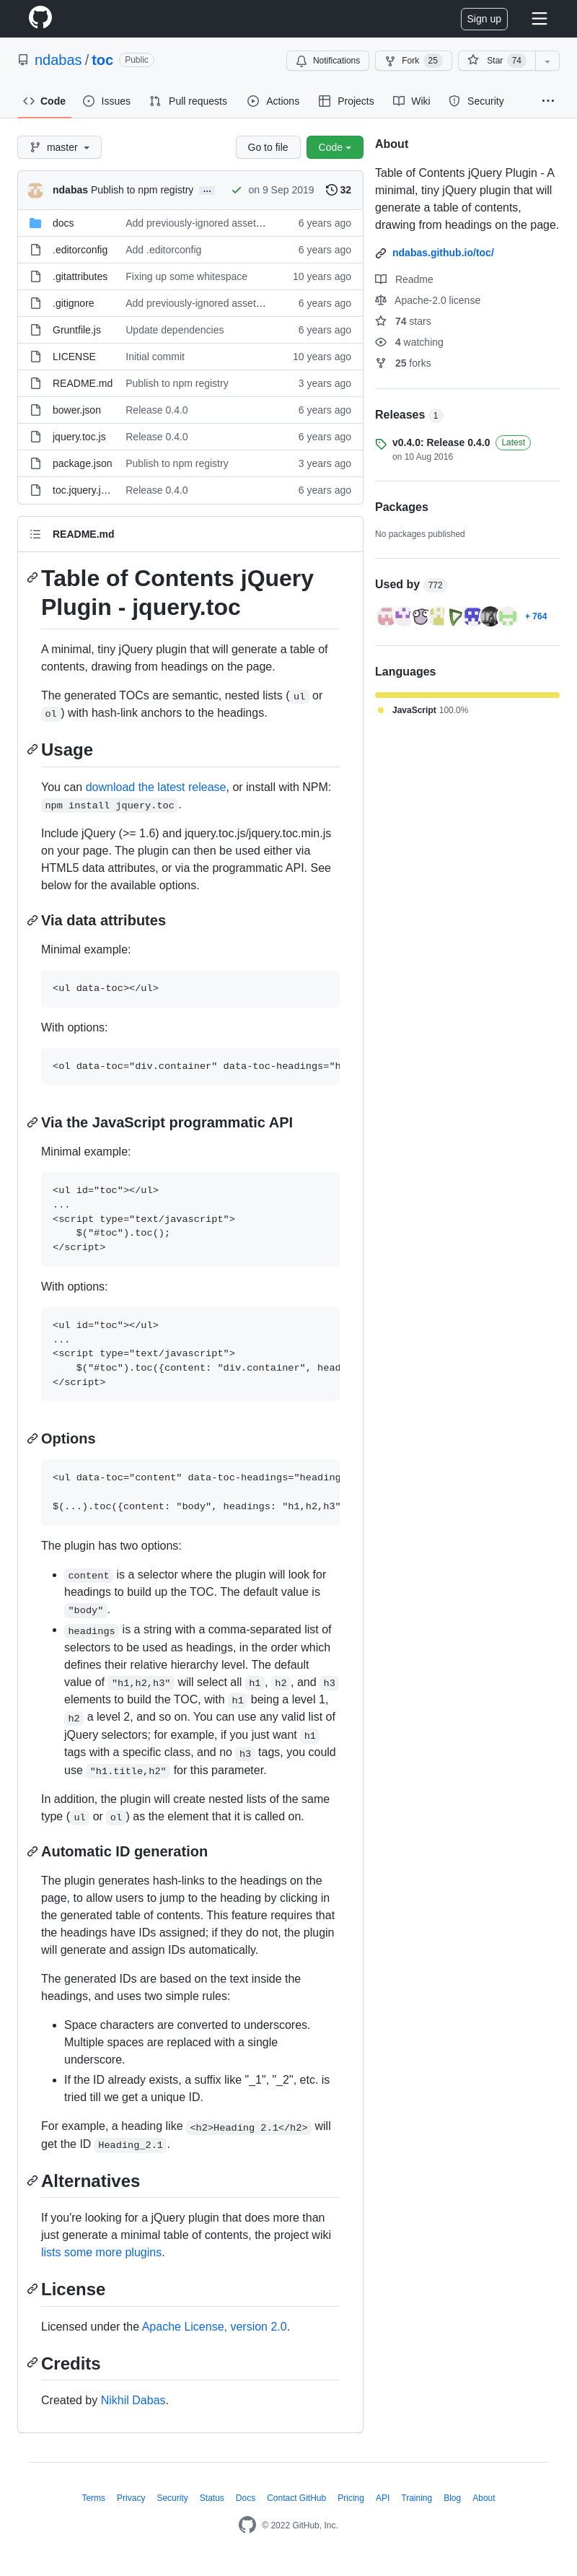 Sign up
ndabas / toc Public
Notifications
Fork 25
Star 74
Code
Issues
Pull requests
Actions
Projects
Wiki
Security
master
Go to file
Code
ndabas Publish to npm registry ... on 9 Sep 2019 32
docs Add previously-ignored asset… 6 years ago
.editorconfig Add .editorconfig 6 years ago
.gitattributes Fixing up some whitespace 10 years ago
.gitignore Add previously-ignored asset… 6 years ago
Gruntfile.js Update dependencies 6 years ago
LICENSE Initial commit 10 years ago
README.md Publish to npm registry 3 years ago
bower.json Release 0.4.0 6 years ago
jquery.toc.js Release 0.4.0 6 years ago
package.json Publish to npm registry 3 years ago
toc.jquery.j… Release 0.4.0 6 years ago
README.md
Table of Contents jQuery
Plugin - jquery.toc
A minimal, tiny jQuery plugin that will generate a table of
contents, drawing from headings on the page.
The generated TOCs are semantic, nested lists ( ul or
ol ) with hash-link anchors to the headings.
Usage
You can download the latest release, or install with NPM:
npm install jquery.toc .
Include jQuery (>= 1.6) and jquery.toc.js/jquery.toc.min.js
on your page. The plugin can then be used either via
HTML5 data attributes, or via the programmatic API. See
below for the available options.
Via data attributes
Minimal example:
<ul data-toc></ul>
With options:
<ol data-toc="div.container" data-toc-headings="h
Via the JavaScript programmatic API
Minimal example:
<ul id="toc"></ul>
...
<script type="text/javascript">
$("#toc").toc();
</script>
With options:
<ul id="toc"></ul>
...
<script type="text/javascript">
$("#toc").toc({content: "div.container", head
</script>
Options
<ul data-toc="content" data-toc-headings="heading
$(...).toc({content: "body", headings: "h1,h2,h3"
The plugin has two options:
content is a selector where the plugin will look for
headings to build up the TOC. The default value is
"body" .
headings is a string with a comma-separated list of
selectors to be used as headings, in the order which
defines their relative hierarchy level. The default
value of "h1,h2,h3" will select all h1 , h2 , and h3
elements to build the TOC, with h1 being a level 1,
h2 a level 2, and so on. You can use any valid list of
jQuery selectors; for example, if you just want h1
tags with a specific class, and no h3 tags, you could
use "h1.title,h2" for this parameter.
In addition, the plugin will create nested lists of the same
type ( ul or ol ) as the element that it is called on.
Automatic ID generation
The plugin generates hash-links to the headings on the
page, to allow users to jump to the heading by clicking in
the generated table of contents. This feature requires that
the headings have IDs assigned; if they do not, the plugin
will generate and assign IDs automatically.
The generated IDs are based on the text inside the
headings, and uses two simple rules:
Space characters are converted to underscores.
Multiple spaces are replaced with a single
underscore.
If the ID already exists, a suffix like "_1", "_2", etc. is
tried till we get a unique ID.
For example, a heading like <h2>Heading 2.1</h2> will
get the ID Heading_2.1 .
Alternatives
If you're looking for a jQuery plugin that does more than
just generate a minimal table of contents, the project wiki
lists some more plugins.
License
Licensed under the Apache License, version 2.0.
Credits
Created by Nikhil Dabas.
About
Table of Contents jQuery Plugin - A
minimal, tiny jQuery plugin that will
generate a table of contents,
drawing from headings on the page.
ndabas.github.io/toc/
Readme
Apache-2.0 license
74 stars
4 watching
25 forks
Releases 1
v0.4.0: Release 0.4.0 Latest
on 10 Aug 2016
Packages
No packages published
Used by 772
+ 764
Languages
JavaScript 100.0%
Terms Privacy Security Status Docs Contact GitHub Pricing API Training Blog About
© 2022 GitHub, Inc.